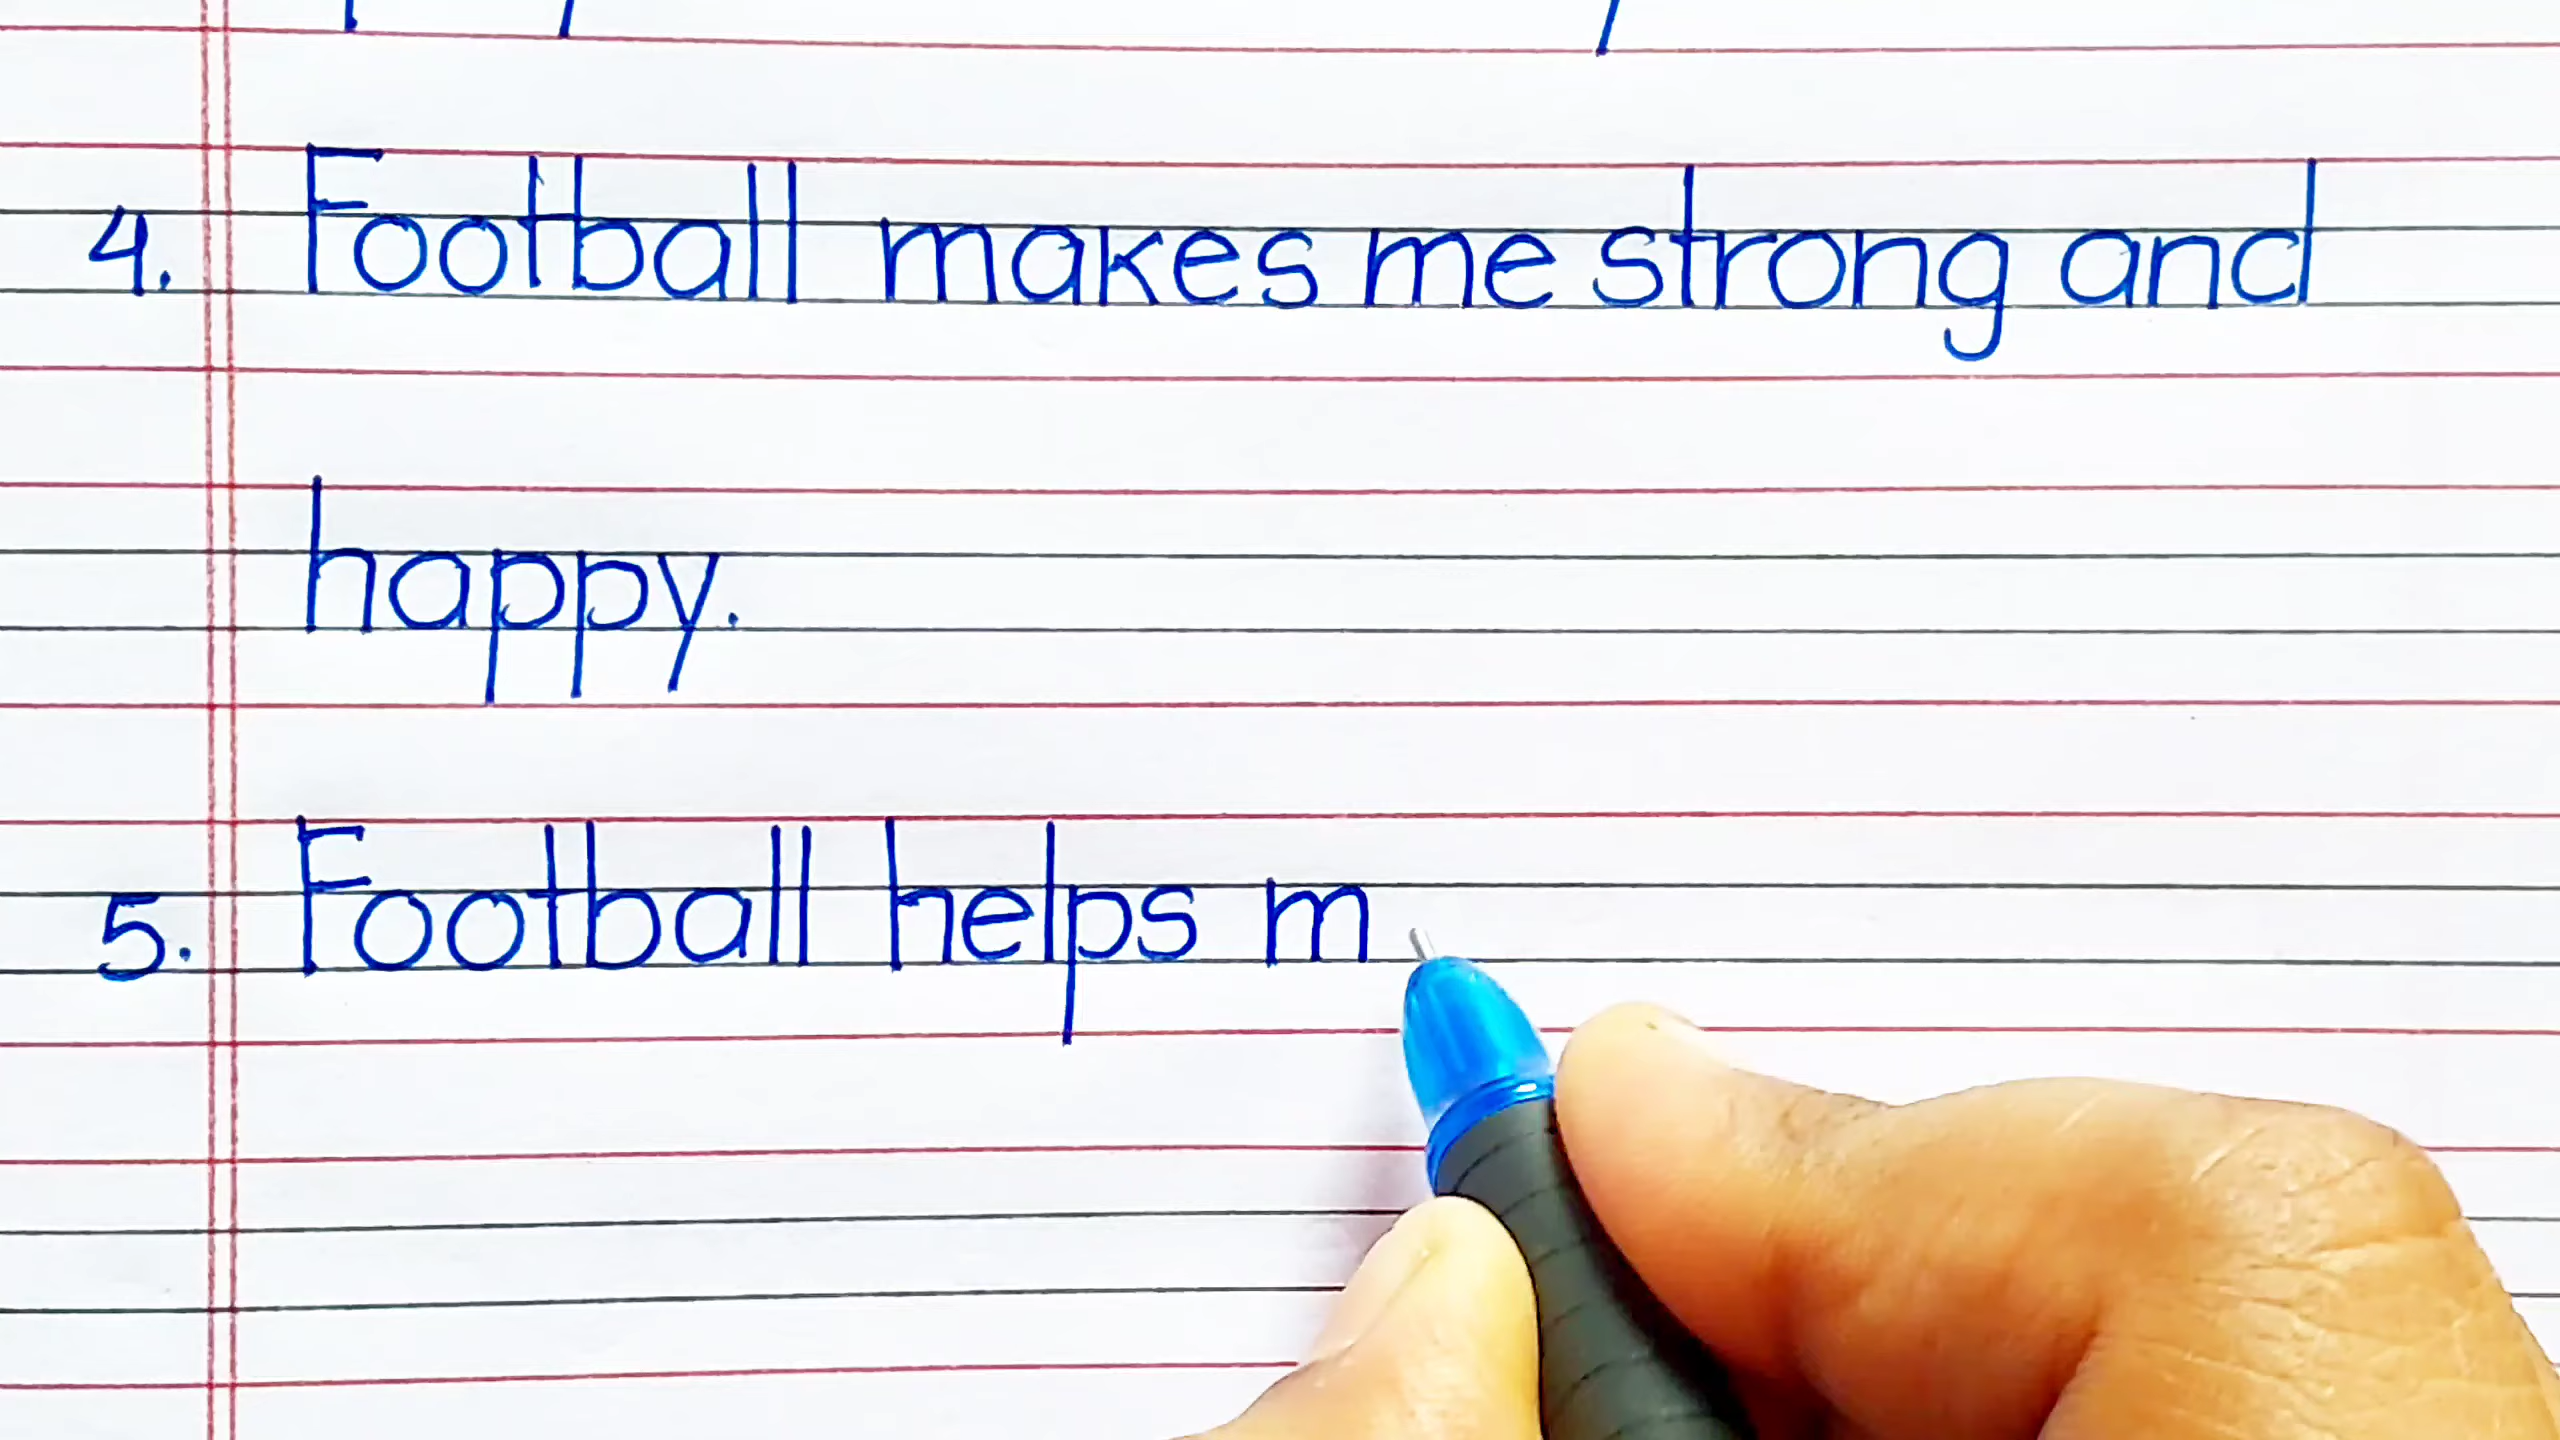 4. Football makes me strong and
happy.
5. Football helps m